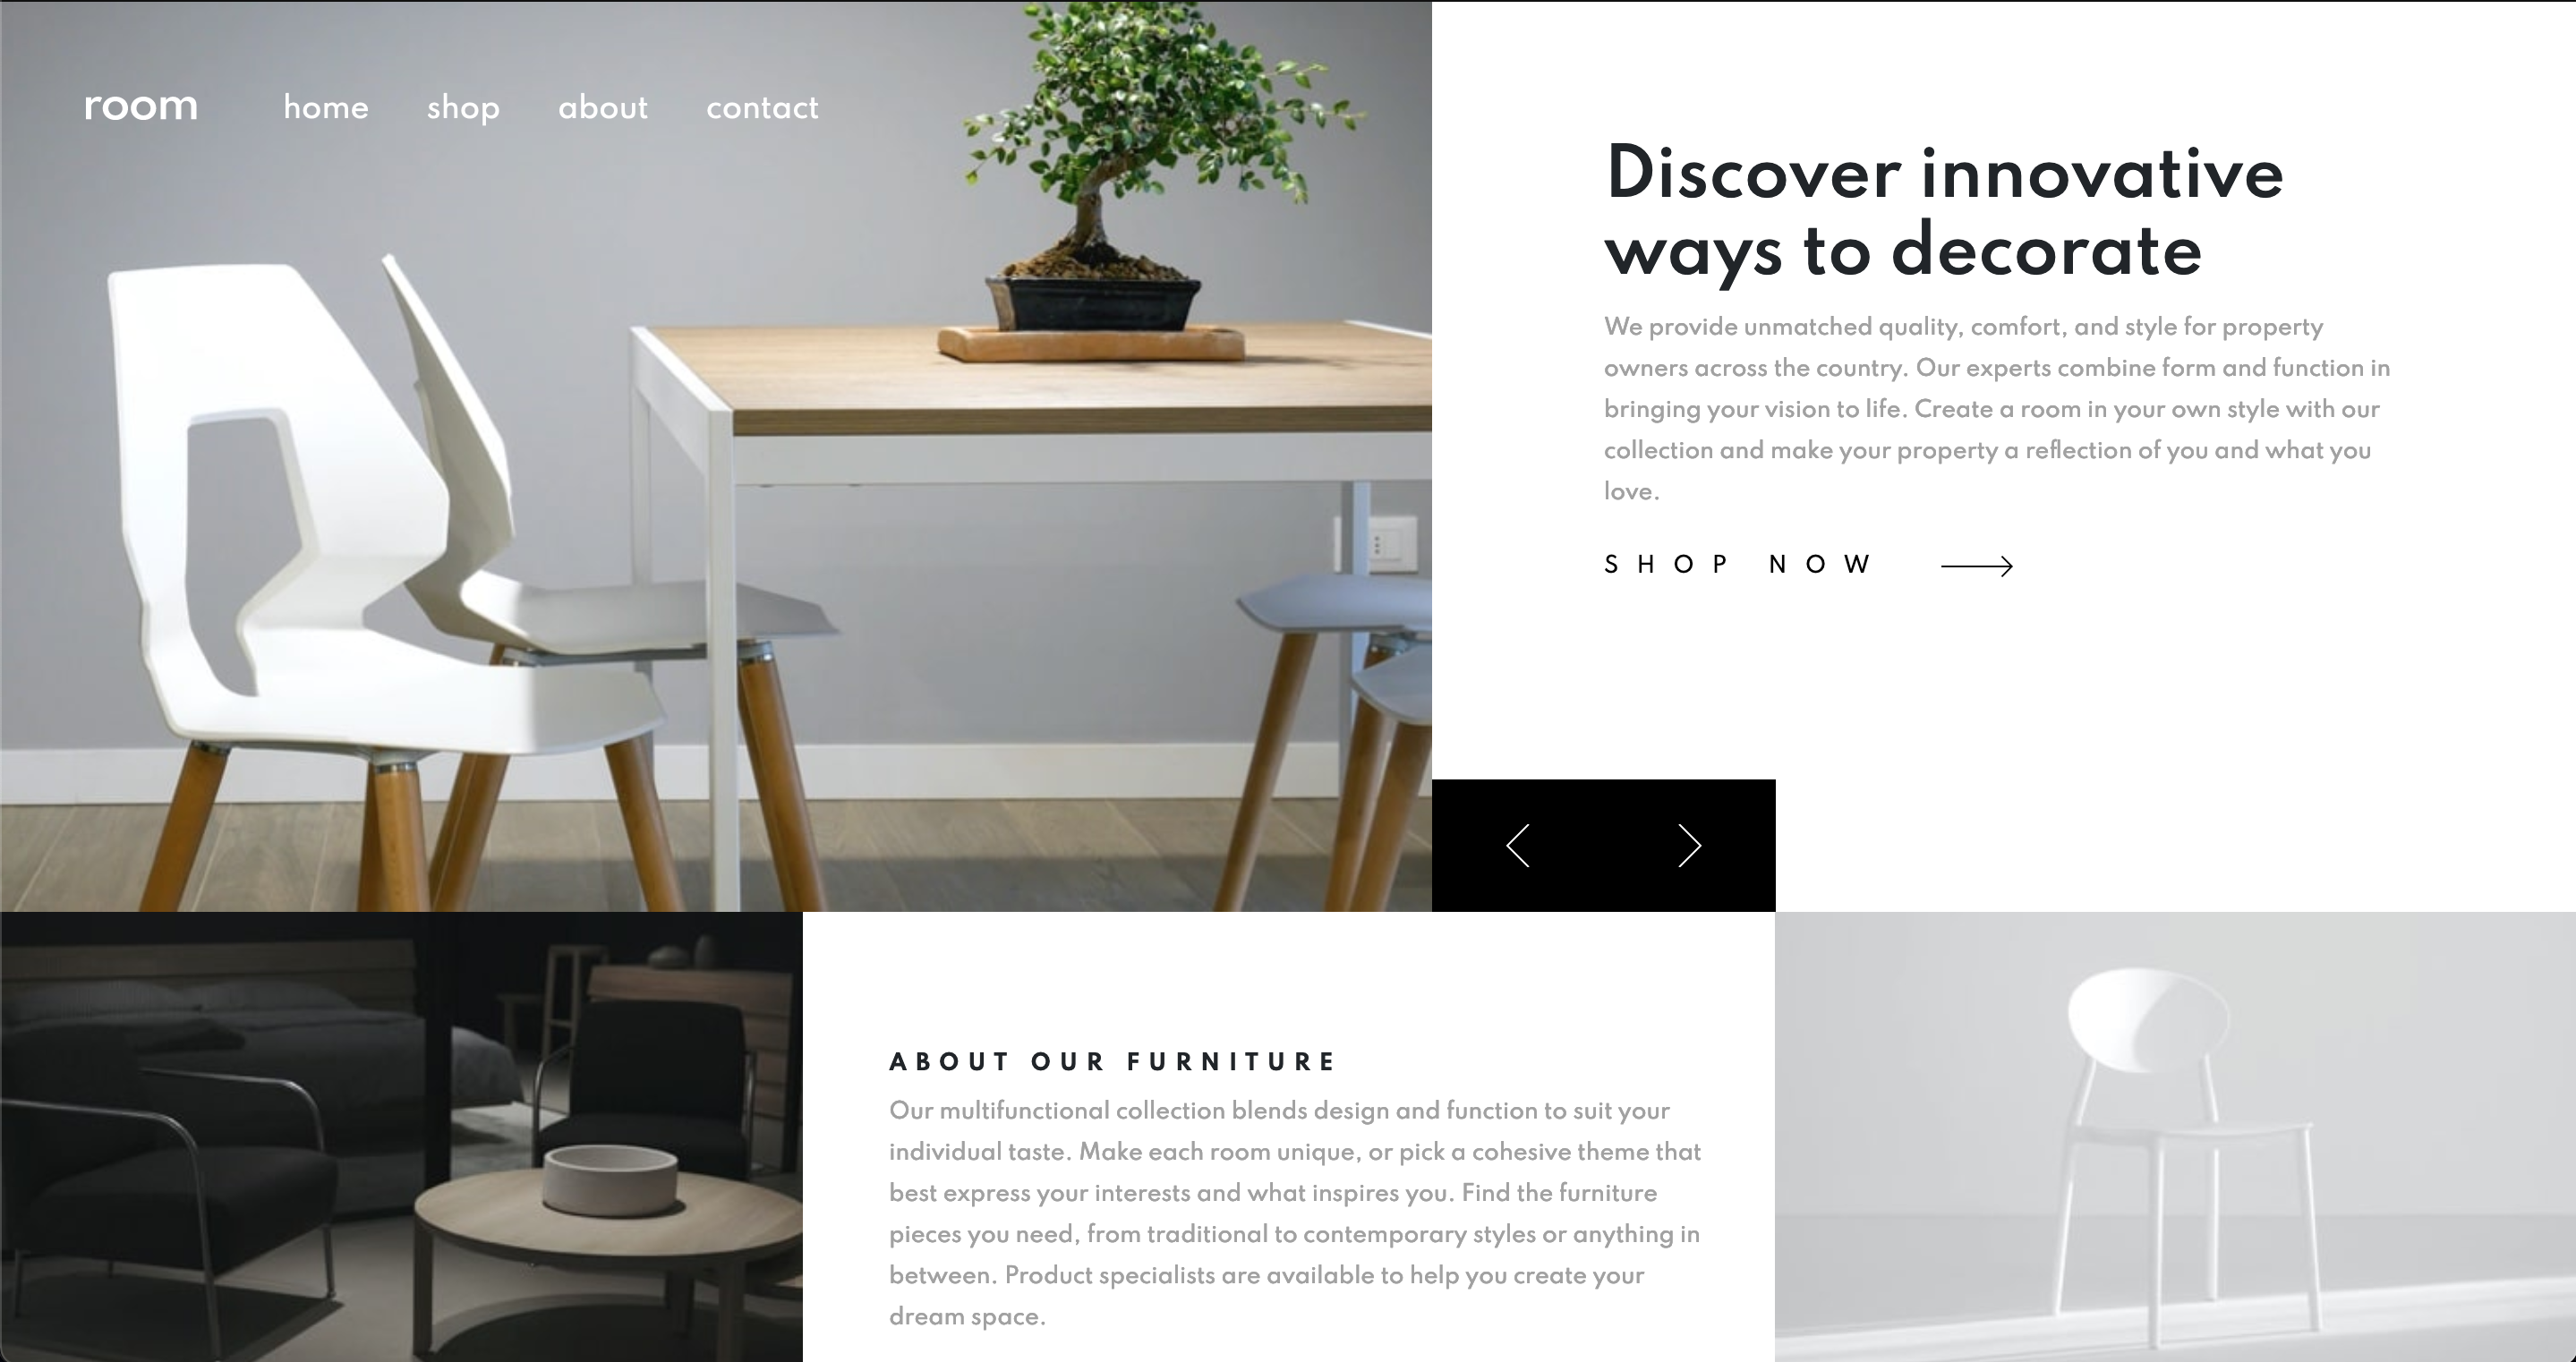 room
home shop about contact
Discover innovative
ways to decorate
We provide unmatched quality, comfort, and style for property
owners across the country. Our experts combine form and function in
bringing your vision to life. Create a room in your own style with our
collection and make your property a reflection of you and what you
love.
SHOP NOW
ABOUT OUR FURNITURE
Our multifunctional collection blends design and function to suit your
individual taste. Make each room unique, or pick a cohesive theme that
best express your interests and what inspires you. Find the furniture
pieces you need, from traditional to contemporary styles or anything in
between. Product specialists are available to help you create your
dream space.